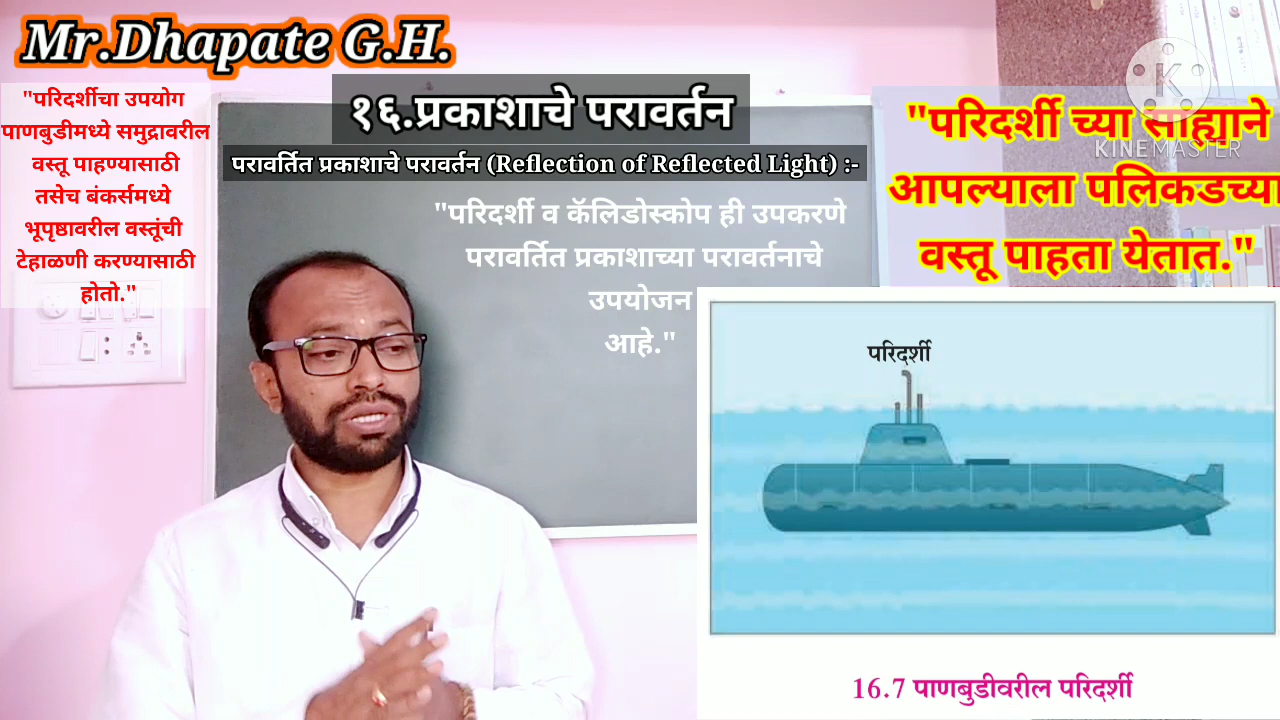 Mr.Dhapate G.H.
"परिदर्शीचा उपयोग
पाणबुडीमध्ये समुद्रावरील
वस्तू पाहण्यासाठी
तसेच बंकर्समध्ये
भूपृष्ठावरील वस्तूंची
टेहाळणी करण्यासाठी
होतो."
१६.प्रकाशाचे परावर्तन
परावर्तित प्रकाशाचे परावर्तन (Reflection of Reflected Light) :-
"परिदर्शी व कॅलिडोस्कोप ही उपकरणे
परावर्तित प्रकाशाच्या परावर्तनाचे
उपयोजन
आहे."
"परिदर्शी च्या साह्याने
आपल्याला पलिकडच्या
वस्तू पाहता येतात."
K
KINEMASTER
परिदर्शी
16.7 पाणबुडीवरील परिदर्शी